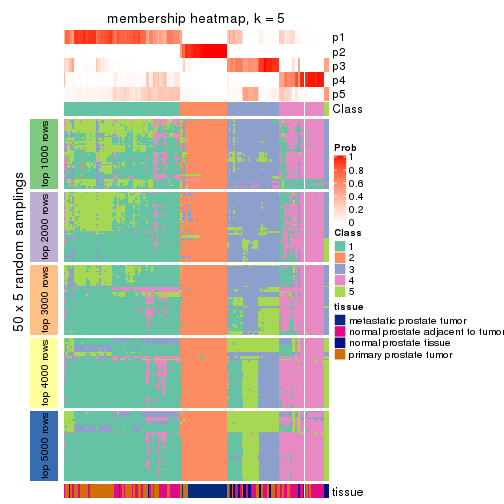 membership heatmap, k = 5
p1
p2
p3
p4
p5
Class
50 x 5 random samplings
top 1000 rows
top 2000 rows
top 3000 rows
top 4000 rows
top 5000 rows
Prob
1
0.8
0.6
0.4
0.2
0
Class
1
2
3
4
5
tissue
metastatic prostate tumor
normal prostate adjacent to tumor
normal prostate tissue
primary prostate tumor
tissue